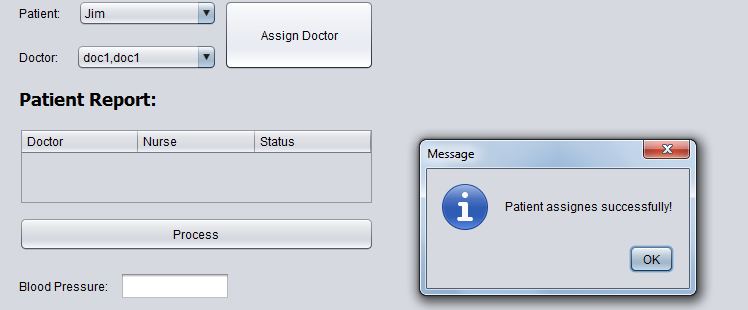 Patient: Jim
Assign Doctor
Doctor: doc1,doc1
Patient Report:
Doctor Nurse Status
Process
Blood Pressure:
Message
Patient assignes successfully!
OK